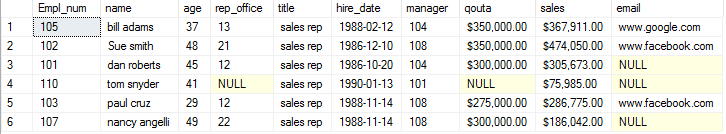 Empl_num name age rep_office title hire_date manager qouta sales email
1 105 bill adams 37 13 sales rep 1988-02-12 104 $350,000.00 $367,911.00 www.google.com
2 102 Sue smith 48 21 sales rep 1986-12-10 108 $350,000.00 $474,050.00 www.facebook.com
3 101 dan roberts 45 12 sales rep 1986-10-20 104 $300,000.00 $305,673.00 NULL
4 110 tom snyder 41 NULL sales rep 1990-01-13 101 NULL $75,985.00 NULL
5 103 paul cruz 29 12 sales rep 1988-11-14 108 $275,000.00 $286,775.00 www.facebook.com
6 107 nancy angelli 49 22 sales rep 1988-11-14 108 $300,000.00 $186,042.00 NULL